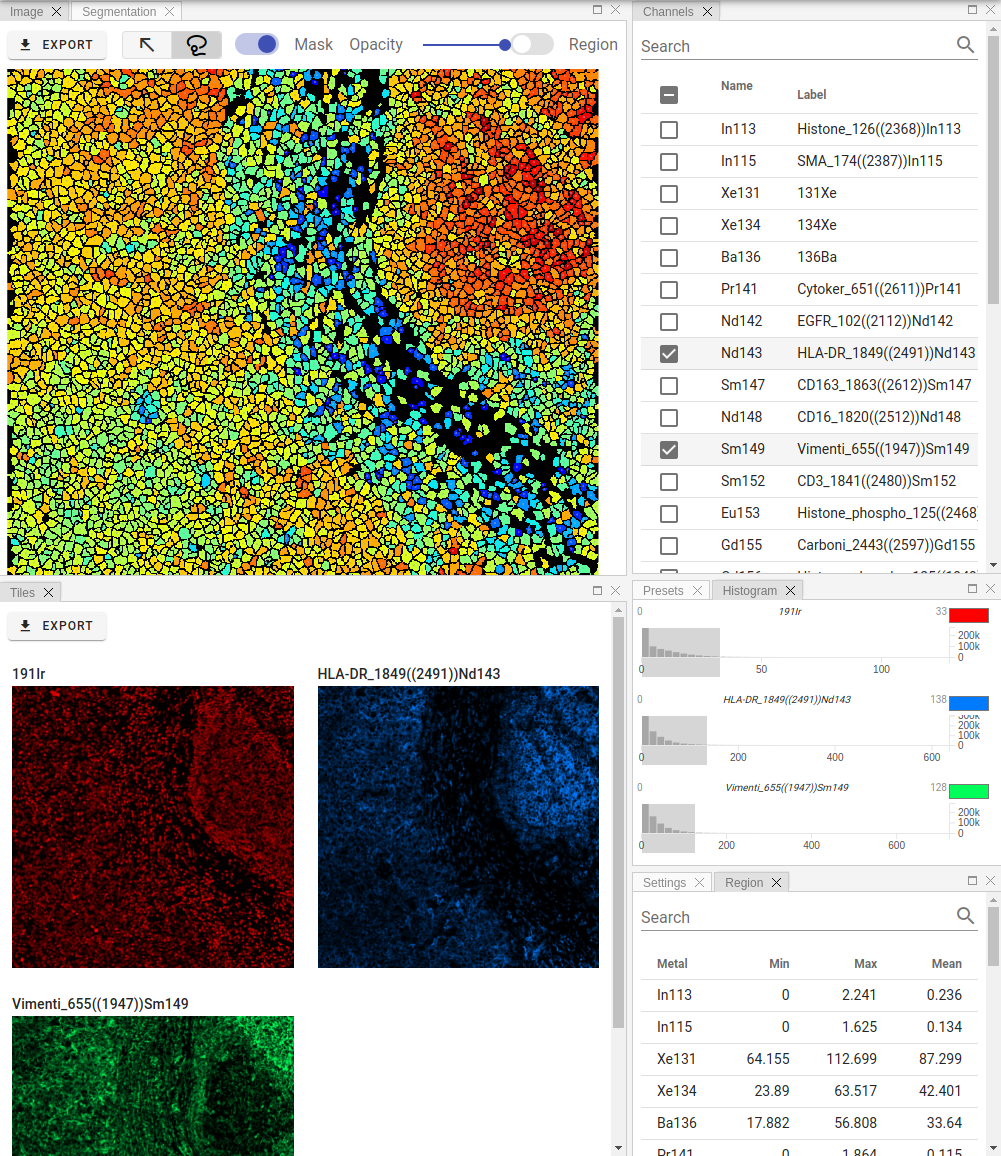 Image Segmentation
EXPORT Mask Opacity Region
Channels
Search
Name Label
In113 Histone_126((2368))In113
In115 SMA_174((2387))In115
Xe131 131Xe
Xe134 134Xe
Ba136 136Ba
Pr141 Cytoker_651((2611))Pr141
Nd142 EGFR_102((2112))Nd142
Nd143 HLA-DR_1849((2491))Nd143
Sm147 CD163_1863((2612))Sm147
Nd148 CD16_1820((2512))Nd148
Sm149 Vimenti_655((1947))Sm149
Sm152 CD3_1841((2480))Sm152
Eu153 Histone_phospho_125((2468
Gd155 Carboni_2443((2597))Gd155
Tiles
EXPORT
191Ir
HLA-DR_1849((2491))Nd143
Vimenti_655((1947))Sm149
Presets Histogram
0 191Ir 33
200k
100k
0
0 50 100
0 HLA-DR_1849((2491))Nd143 138
300k
200k
100k
0
0 200 400 600
0 Vimenti_655((1947))Sm149 128
200k
100k
0
0 200 400 600
Settings Region
Search
Metal Min Max Mean
In113 0 2.241 0.236
In115 0 1.625 0.134
Xe131 64.155 112.699 87.299
Xe134 23.89 63.517 42.401
Ba136 17.882 56.808 33.64
Pr141 0 1.864 0.115